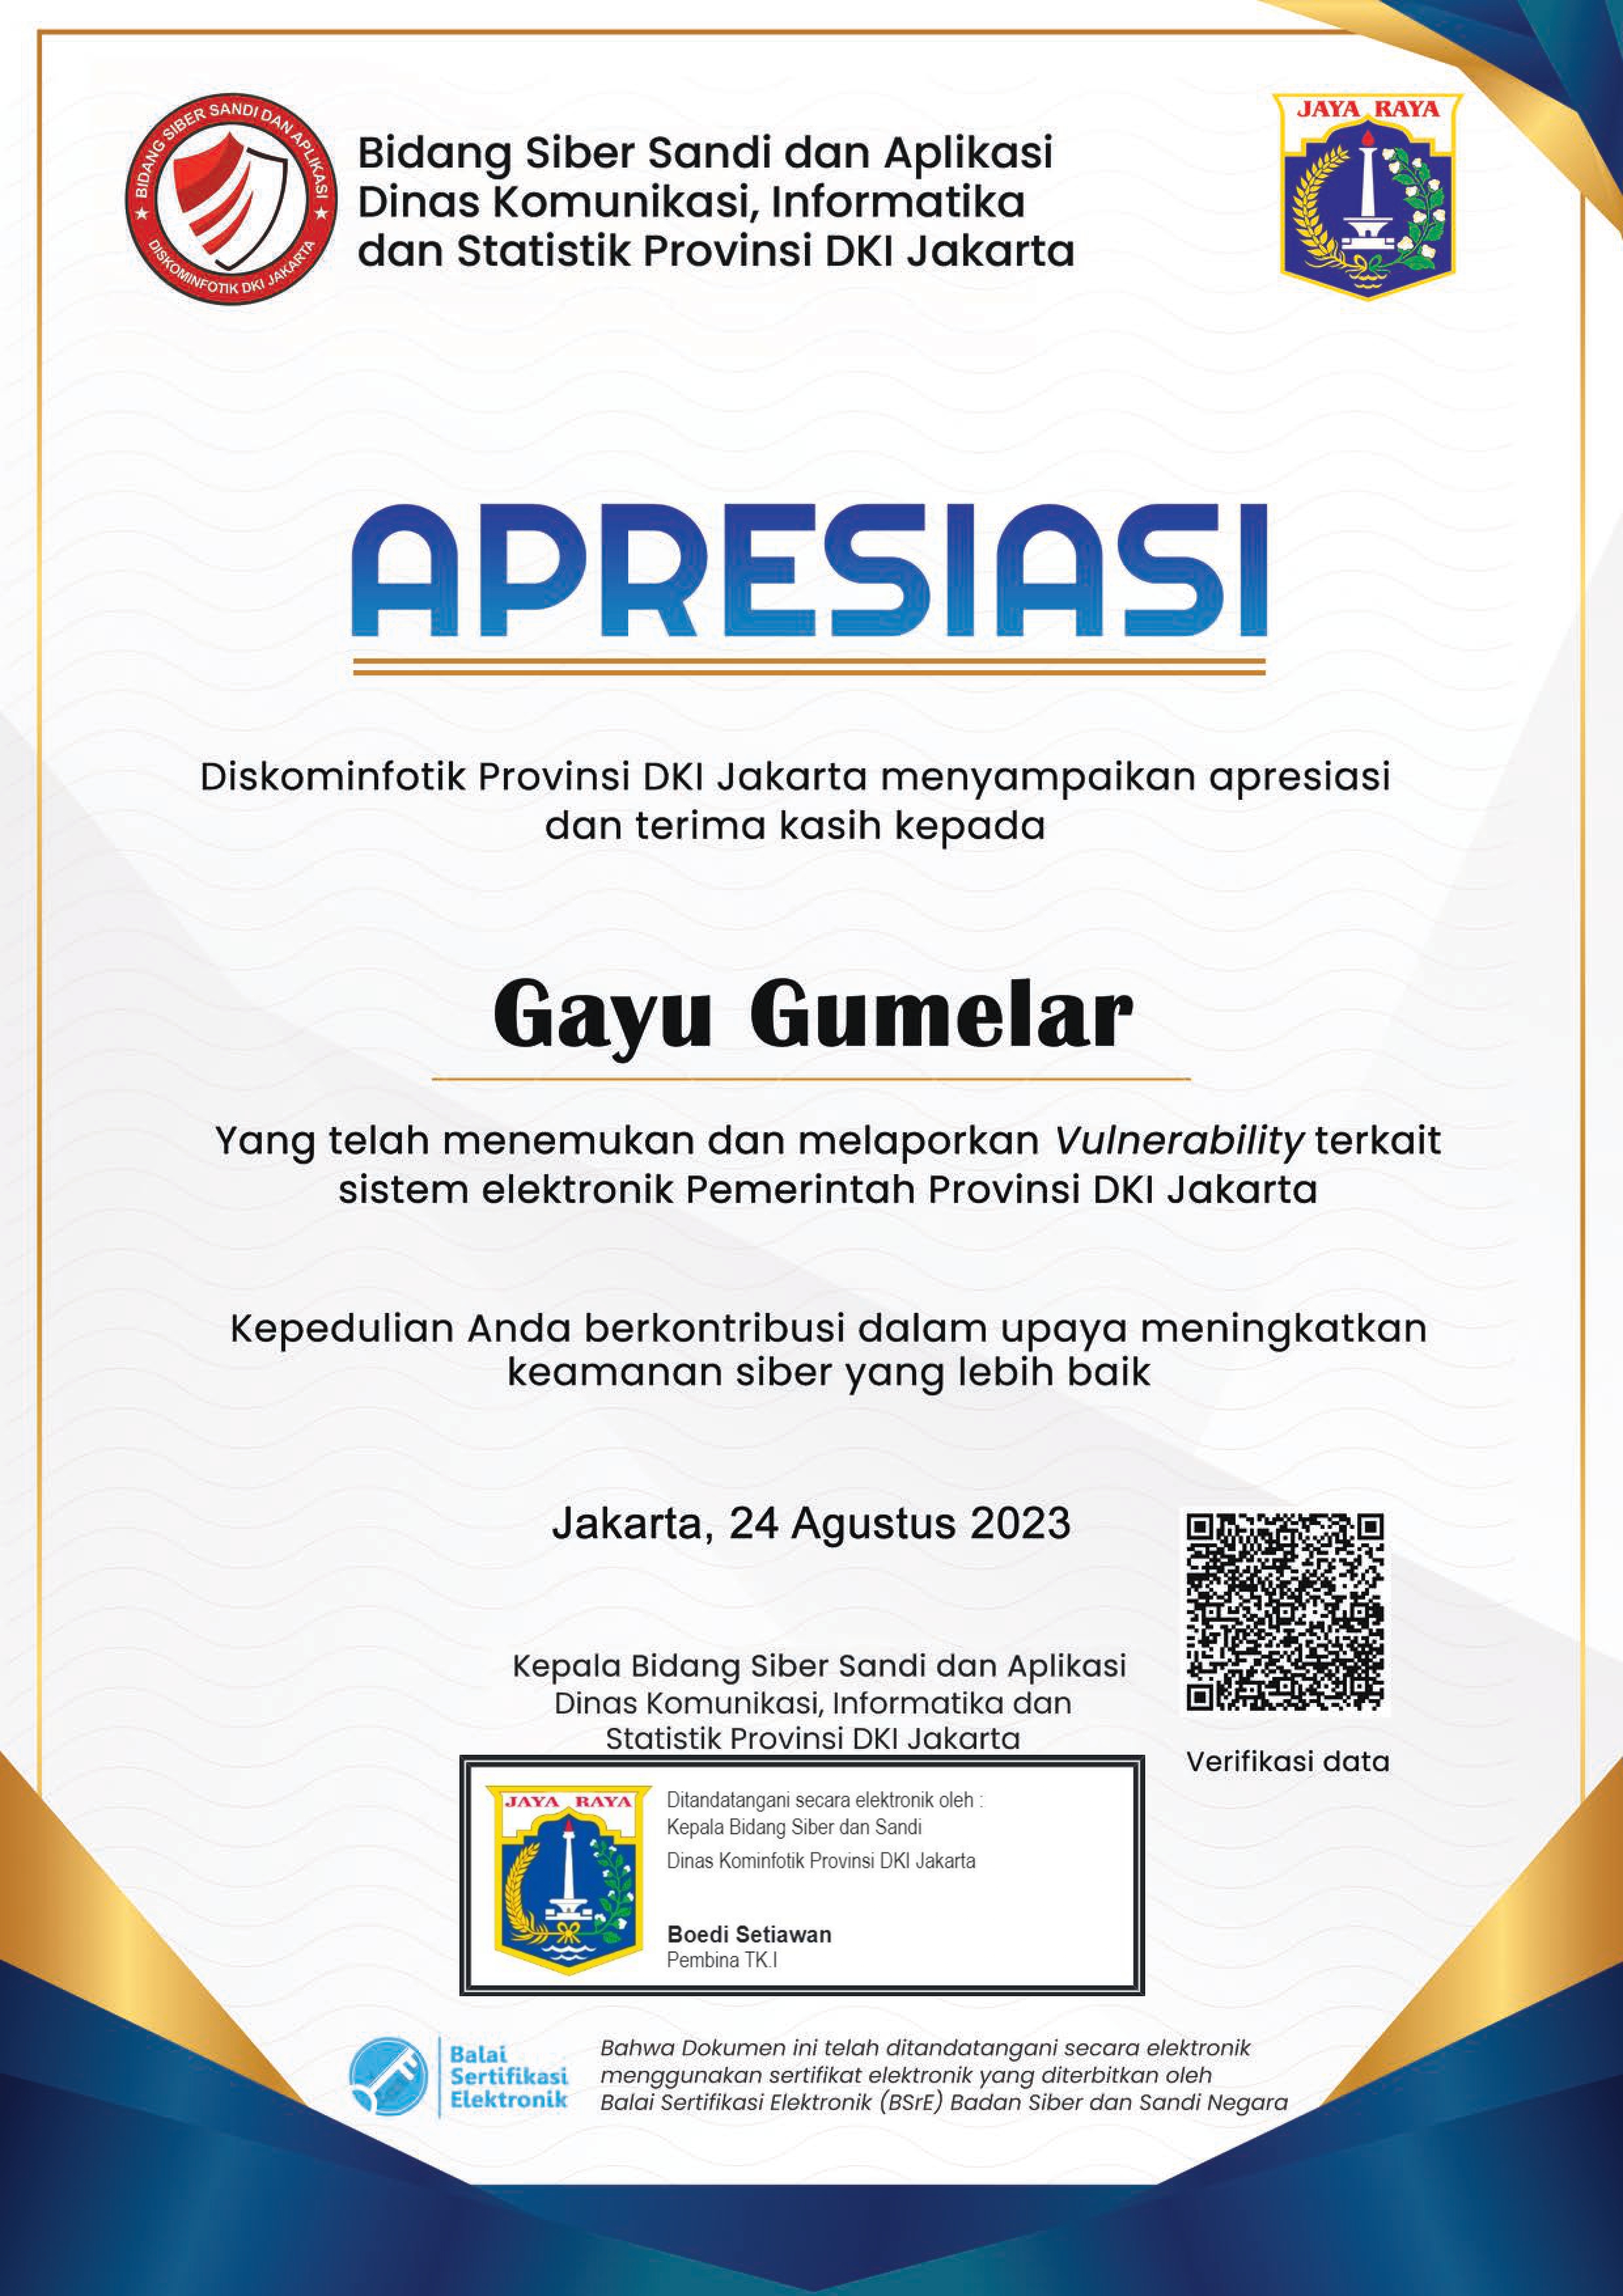 ★ BIDANG SIBER SANDI DAN APLIKASI ★
DISKOMINFOTIK DKI JAKARTA
Bidang Siber Sandi dan Aplikasi
Dinas Komunikasi, Informatika
dan Statistik Provinsi DKI Jakarta
JAYA RAYA
APRESIASI
Diskominfotik Provinsi DKI Jakarta menyampaikan apresiasi
dan terima kasih kepada
Gayu Gumelar
Yang telah menemukan dan melaporkan Vulnerability terkait
sistem elektronik Pemerintah Provinsi DKI Jakarta
Kepedulian Anda berkontribusi dalam upaya meningkatkan
keamanan siber yang lebih baik
Jakarta, 24 Agustus 2023
Kepala Bidang Siber Sandi dan Aplikasi
Dinas Komunikasi, Informatika dan
Statistik Provinsi DKI Jakarta
Verifikasi data
JAYA RAYA
Ditandatangani secara elektronik oleh :
Kepala Bidang Siber dan Sandi
Dinas Kominfotik Provinsi DKI Jakarta
Boedi Setiawan
Pembina TK.I
Balai
Sertifikasi
Elektronik
Bahwa Dokumen ini telah ditandatangani secara elektronik
menggunakan sertifikat elektronik yang diterbitkan oleh
Balai Sertifikasi Elektronik (BSrE) Badan Siber dan Sandi Negara